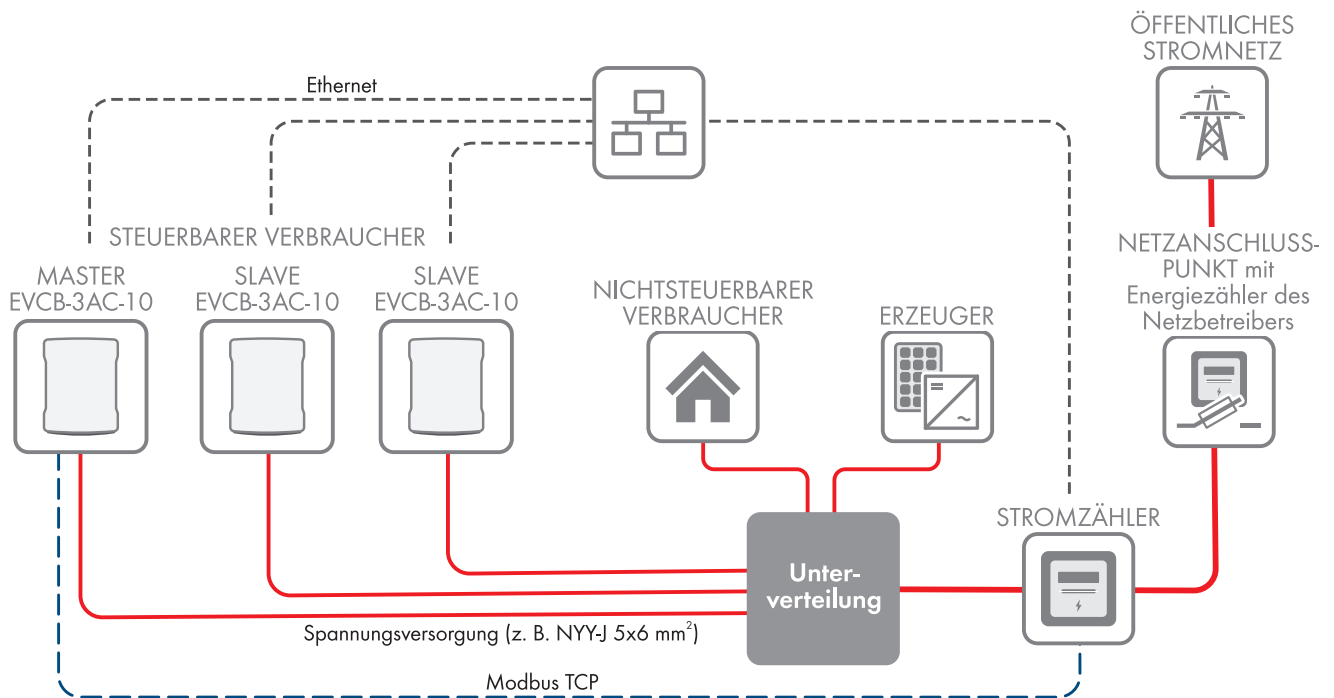 ÖFFENTLICHES
STROMNETZ
Ethernet
STEUERBARER VERBRAUCHER
MASTER
EVCB-3AC-10
SLAVE
EVCB-3AC-10
SLAVE
EVCB-3AC-10
NICHTSTEUERBARER
VERBRAUCHER
ERZEUGER
NETZANSCHLUSS-
PUNKT mit
Energiezähler des
Netzbetreibers
STROMZÄHLER
Unter-
verteilung
Spannungsversorgung (z. B. NYY-J 5x6 mm²)
Modbus TCP